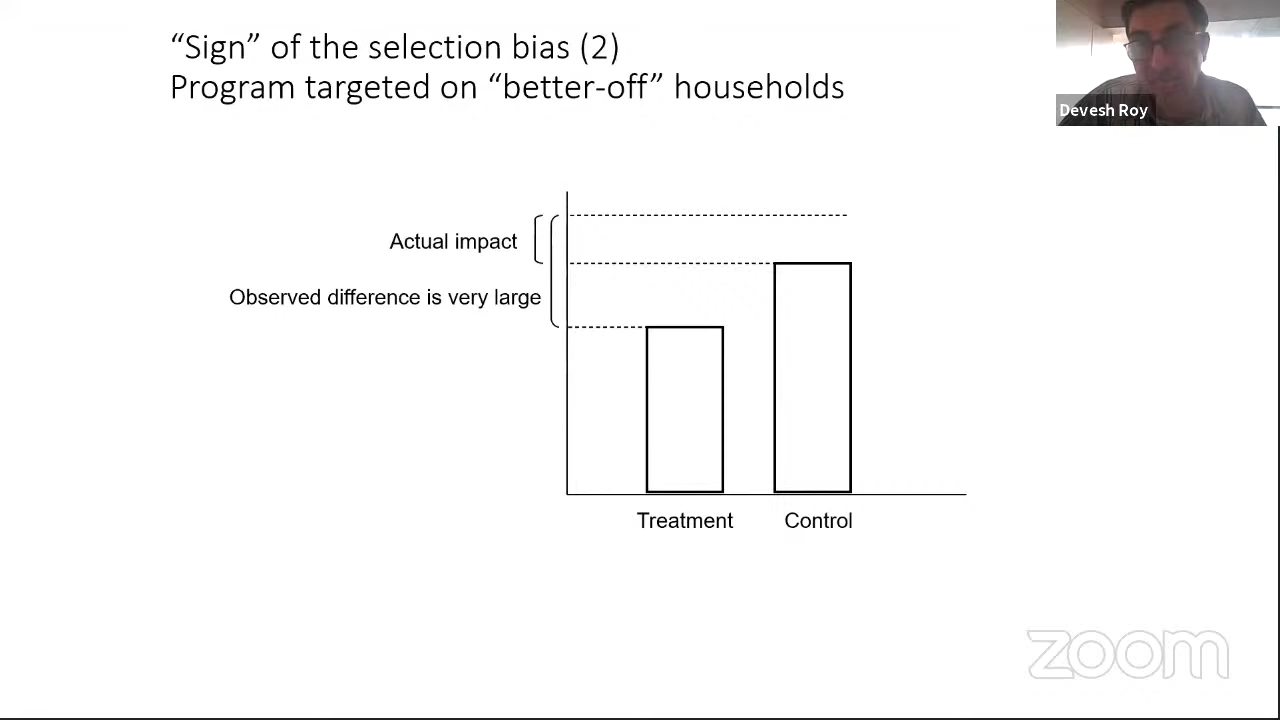 “Sign” of the selection bias (2)
Program targeted on “better-off” households
Devesh Roy
Actual impact
Observed difference is very large
Treatment
Control
zoom